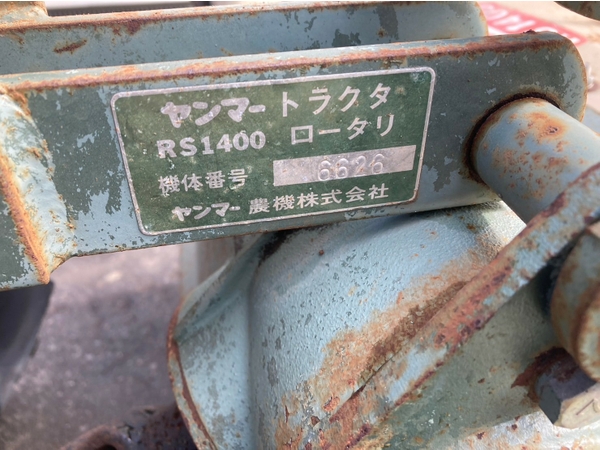 ヤンマートラクタ
RS1400 ロータリ
機体番号 6626
ヤンマー農機株式会社